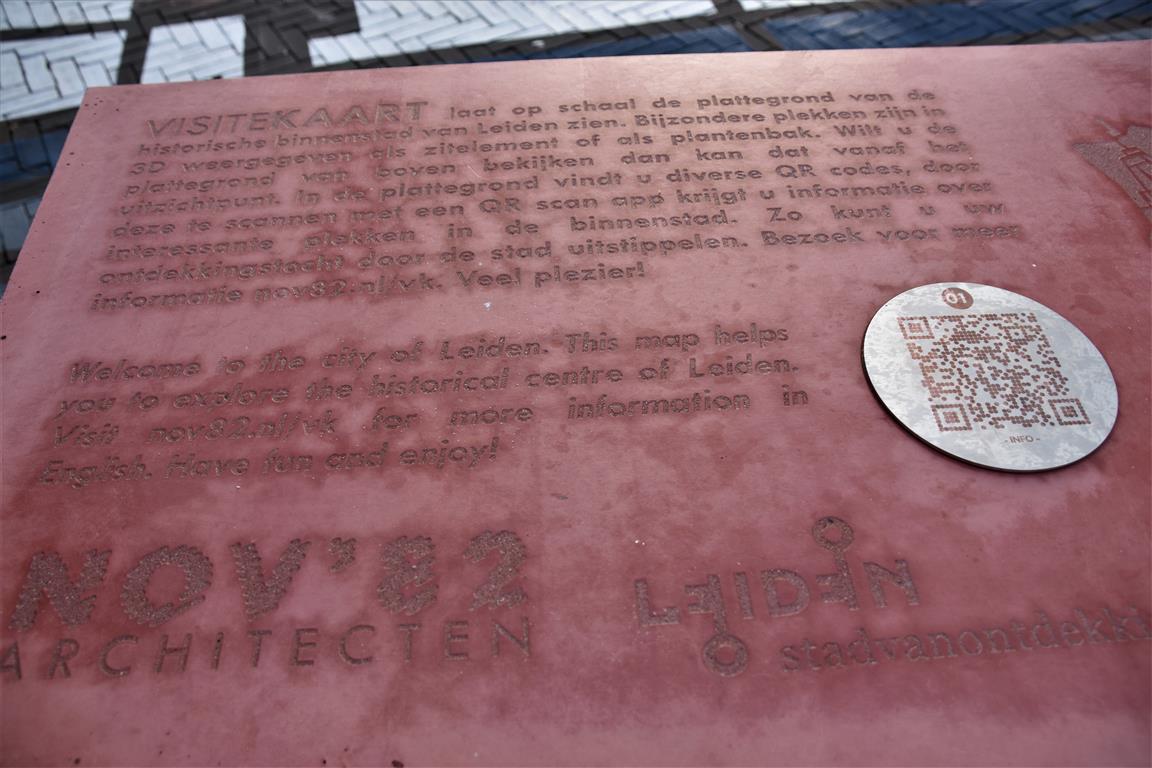 VISITEKAART laat op schaal de plattegrond van de
historische binnenstad van Leiden zien. Bijzondere plekken zijn in
3D weergegeven als zitelement of als plantenbak. Wilt u de
plattegrond van boven bekijken dan kan dat vanaf het
uitzichtpunt. In de plattegrond vindt u diverse QR codes, door
deze te scannen met een QR scan app krijgt u informatie over
interessante plekken in de binnenstad. Zo kunt u uw
ontdekkingstocht door de stad uitstippelen. Bezoek voor meer
informatie nov82.nl/vk. Veel plezier!
Welcome to the city of Leiden. This map helps
you to explore the historical centre of Leiden.
Visit nov82.nl/vk for more information in
English. Have fun and enjoy!
01
- INFO -
NOV'82
ARCHITECTEN
LEIDEN
stadvanontdekki